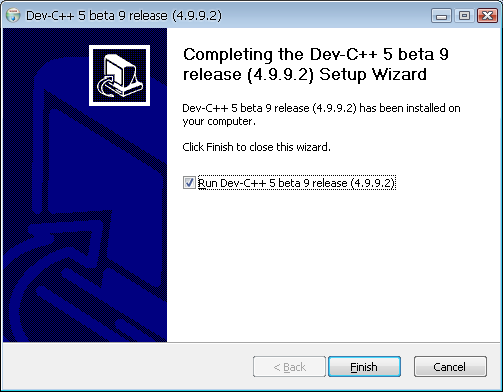 Dev-C++ 5 beta 9 release (4.9.9.2)
Completing the Dev-C++ 5 beta 9
release (4.9.9.2) Setup Wizard
Dev-C++ 5 beta 9 release (4.9.9.2) has been installed on
your computer.
Click Finish to close this wizard.
Run Dev-C++ 5 beta 9 release (4.9.9.2)
< Back Finish Cancel